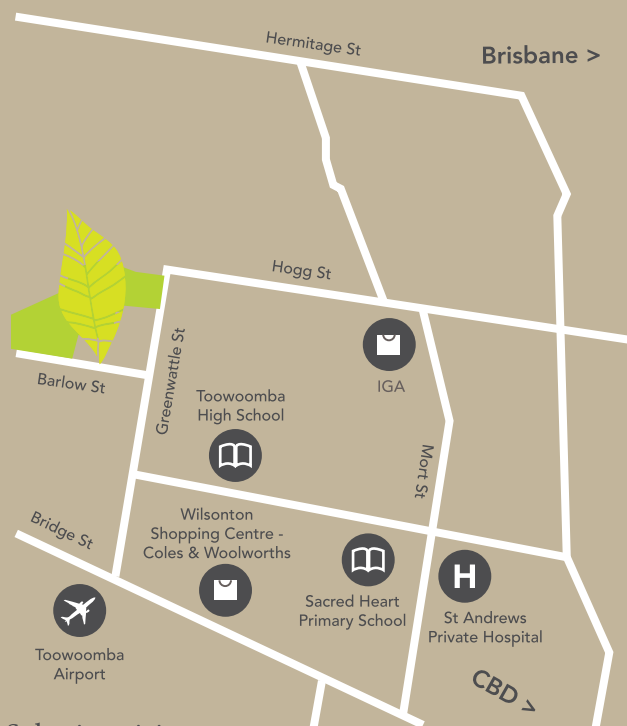 Hermitage St
Brisbane >
Hogg St
Greenwattle St
IGA
Barlow St
Toowoomba
High School
Mort St
Bridge St
Wilsonton
Shopping Centre -
Coles & Woolworths
Sacred Heart
Primary School
H
St Andrews
Private Hospital
Toowoomba
Airport
CBD >